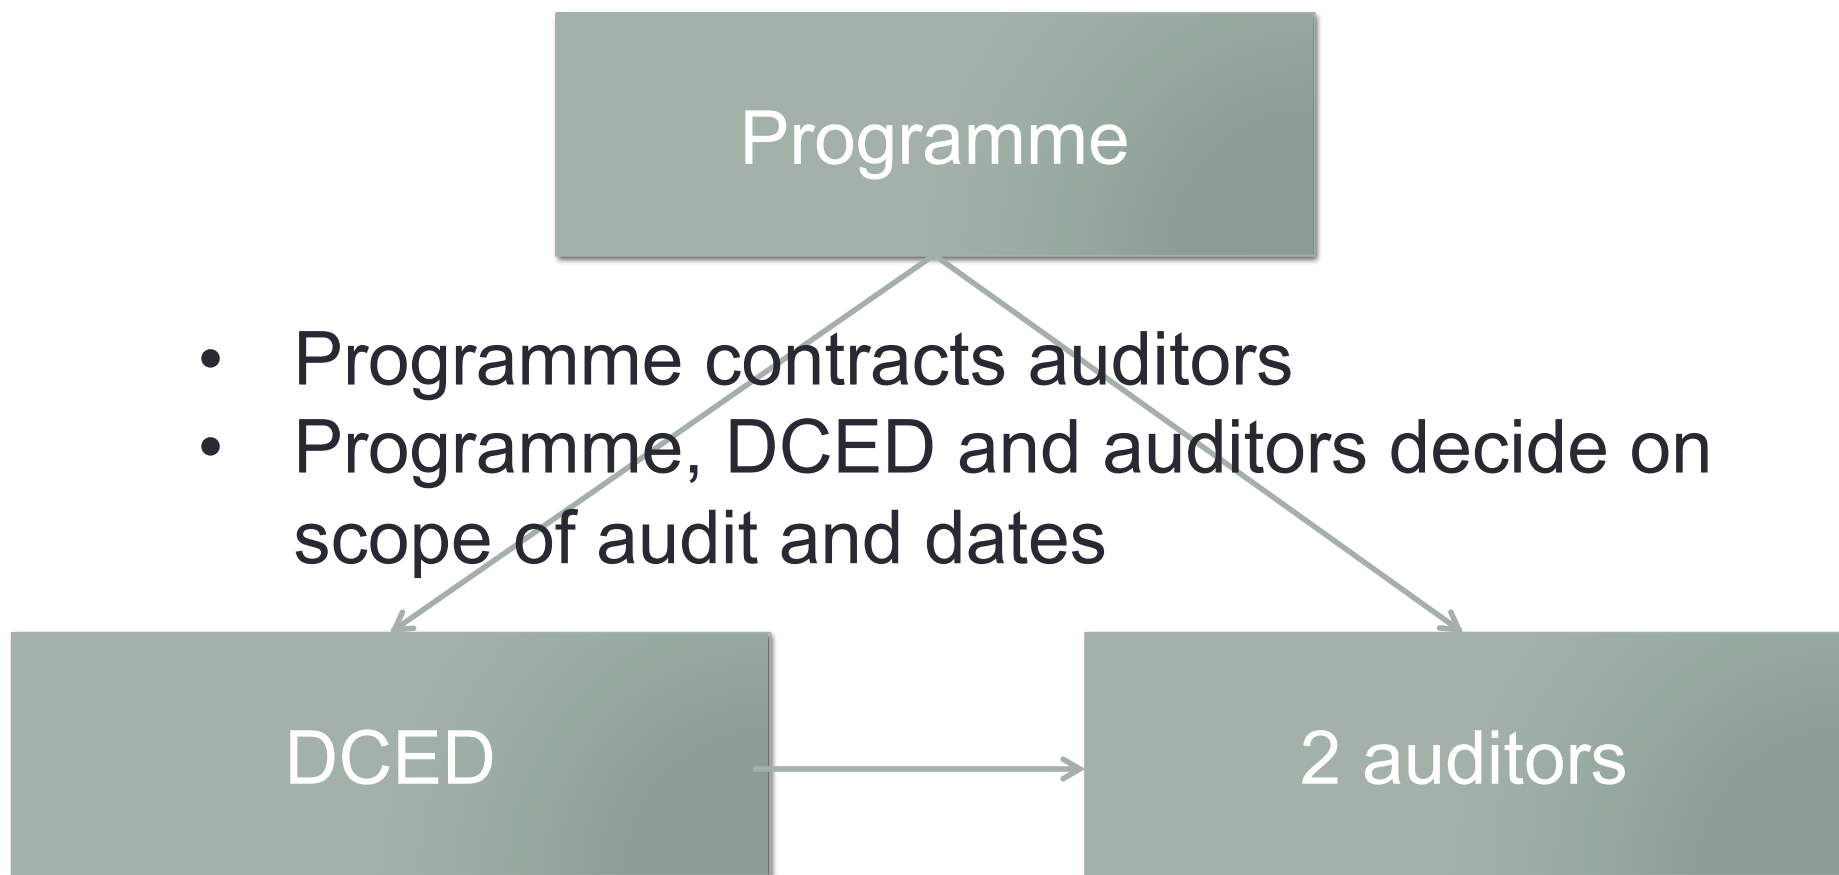 Programme
• Programme contracts auditors
• Programme, DCED and auditors decide on
scope of audit and dates
DCED
2 auditors